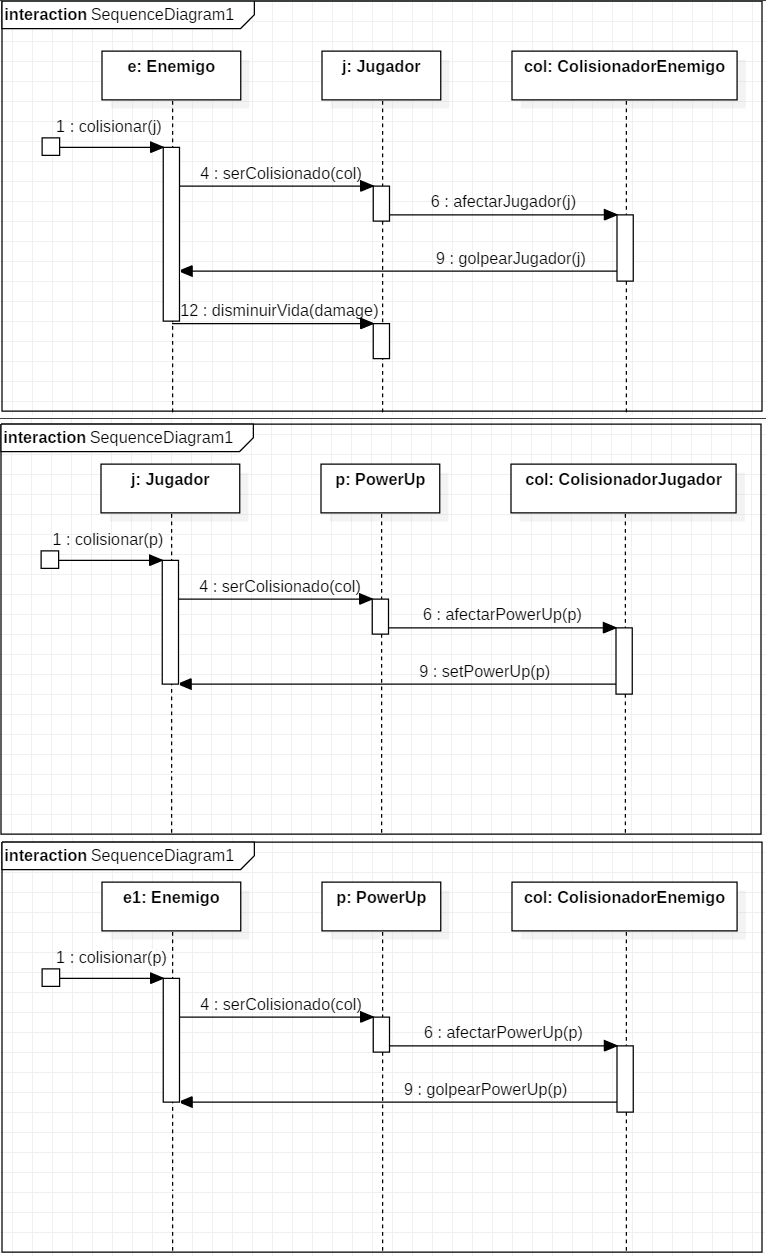 interaction SequenceDiagram1
e: Enemigo
j: Jugador
col: ColisionadorEnemigo
1 : colisionar(j)
4 : serColisionado(col)
6 : afectarJugador(j)
9 : golpearJugador(j)
12 : disminuirVida(damage)
interaction SequenceDiagram1
j: Jugador
p: PowerUp
col: ColisionadorJugador
1 : colisionar(p)
4 : serColisionado(col)
6 : afectarPowerUp(p)
9 : setPowerUp(p)
interaction SequenceDiagram1
e1: Enemigo
p: PowerUp
col: ColisionadorEnemigo
1 : colisionar(p)
4 : serColisionado(col)
6 : afectarPowerUp(p)
9 : golpearPowerUp(p)